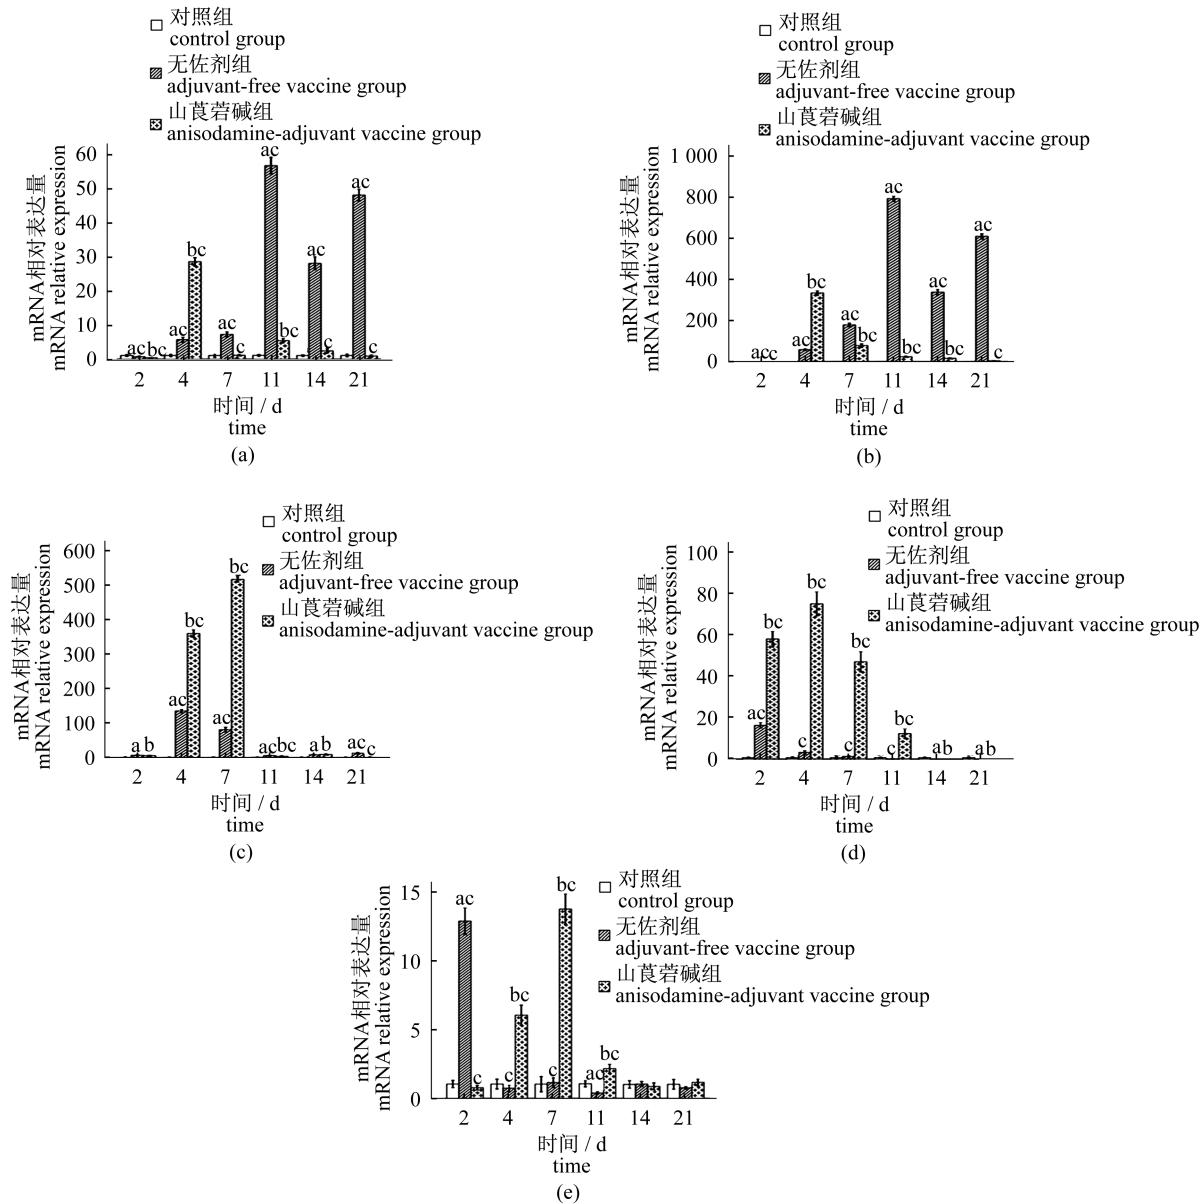 对照组
control group
无佐剂组
adjuvant-free vaccine group
山莨菪碱组
anisodamine-adjuvant vaccine group
mRNA相对表达量
mRNA relative expression
60
50
40
30
20
10
0
ac bc
ac bc
ac c
ac bc
ac c
ac c
2 4 7 11 14 21
时间 / d
time
(a)
对照组
control group
无佐剂组
adjuvant-free vaccine group
山莨菪碱组
anisodamine-adjuvant vaccine group
mRNA相对表达量
mRNA relative expression
1 000
800
600
400
200
0
ac c
ac bc
ac bc
ac bc
ac bc
ac c
2 4 7 11 14 21
时间 / d
time
(b)
对照组
control group
无佐剂组
adjuvant-free vaccine group
山莨菪碱组
anisodamine-adjuvant vaccine group
mRNA相对表达量
mRNA relative expression
600
500
400
300
200
100
0
a b
ac bc
ac bc
ac bc
a b
ac c
2 4 7 11 14 21
时间 / d
time
(c)
对照组
control group
无佐剂组
adjuvant-free vaccine group
山莨菪碱组
anisodamine-adjuvant vaccine group
mRNA相对表达量
mRNA relative expression
100
80
60
40
20
0
ac bc
c bc
c bc
c bc
ab
ab
2 4 7 11 14 21
时间 / d
time
(d)
对照组
control group
无佐剂组
adjuvant-free vaccine group
山莨菪碱组
anisodamine-adjuvant vaccine group
mRNA相对表达量
mRNA relative expression
15
10
5
0
ac c
c bc
c bc
ac bc
2 4 7 11 14 21
时间 / d
time
(e)